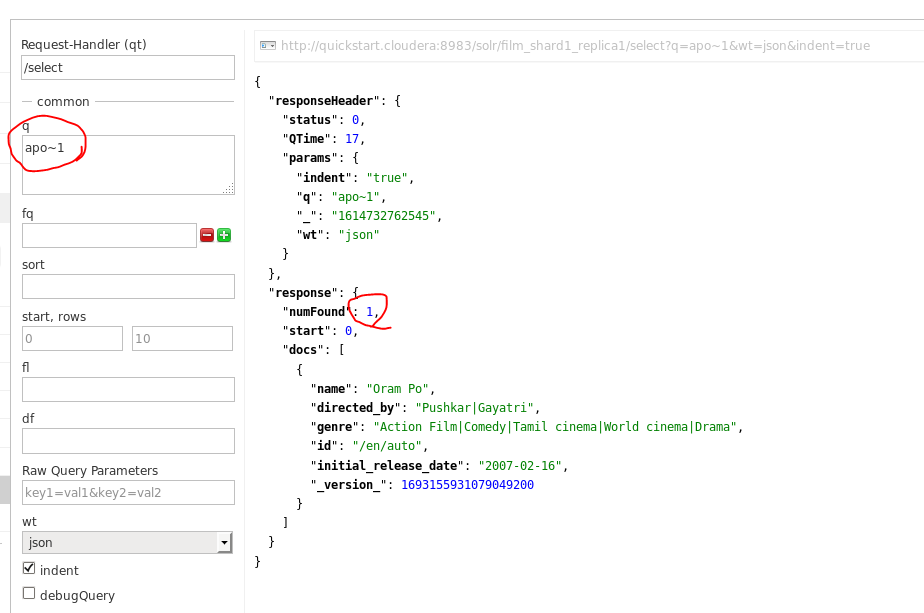 Request-Handler (qt)
/select
common
q
apo~1
fq
sort
start, rows
0
10
fl
df
Raw Query Parameters
key1=val1&key2=val2
wt
json
indent
debugQuery
http://quickstart.cloudera:8983/solr/film_shard1_replica1/select?q=apo~1&wt=json&indent=true
{
"responseHeader": {
"status": 0,
"QTime": 17,
"params": {
"indent": "true",
"q": "apo~1",
"_": "1614732762545",
"wt": "json"
}
},
"response": {
"numFound": 1,
"start": 0,
"docs": [
{
"name": "Oram Po",
"directed_by": "Pushkar|Gayatri",
"genre": "Action Film|Comedy|Tamil cinema|World cinema|Drama",
"id": "/en/auto",
"initial_release_date": "2007-02-16",
"_version_": 1693155931079049200
}
]
}
}